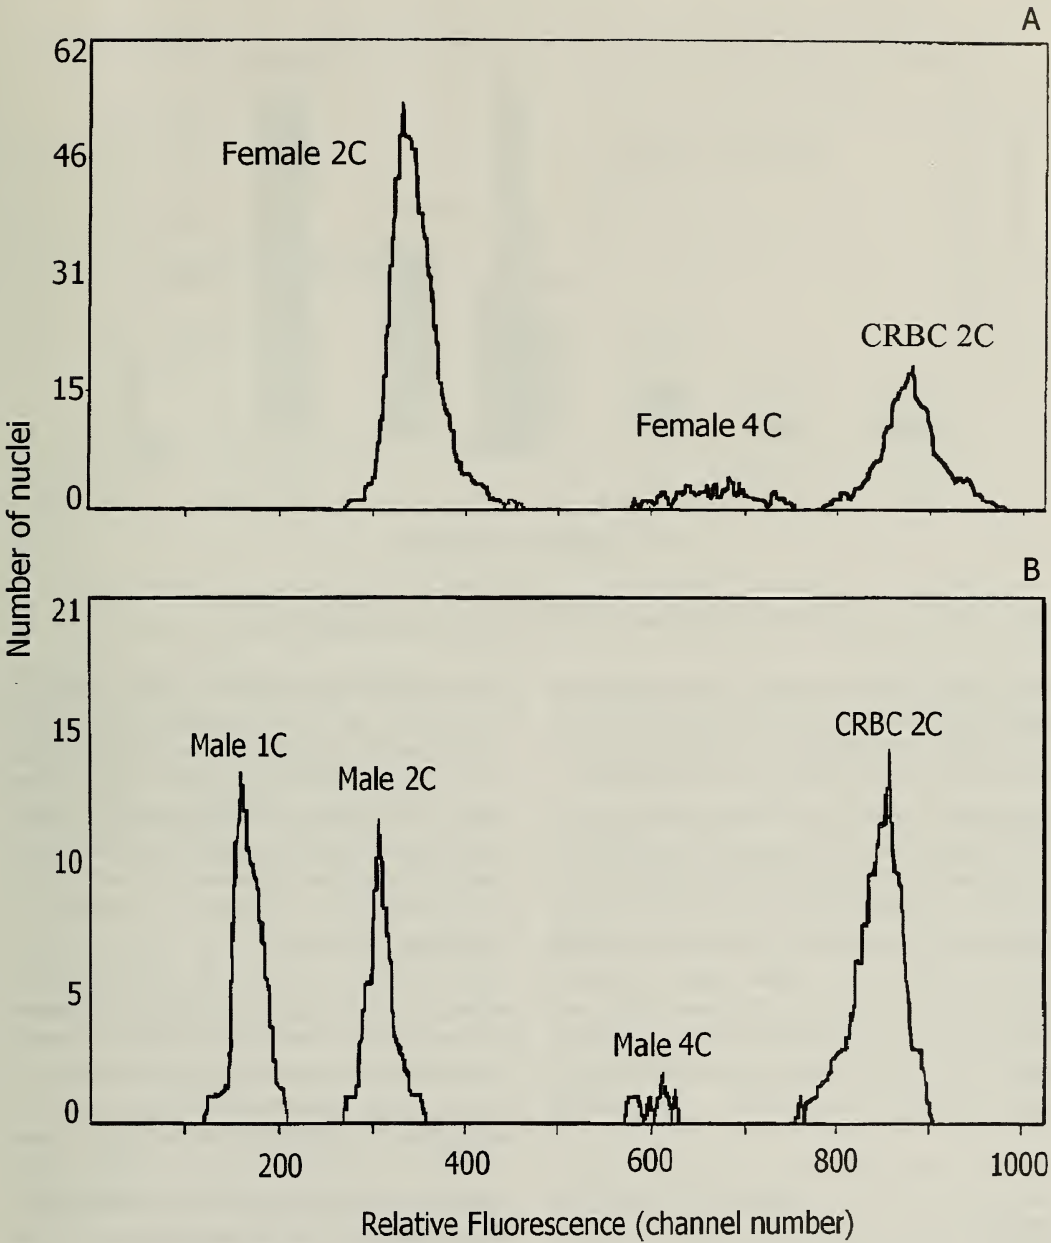 A
62
46
31
15
0
Female 2C
Female 4C
CRBC 2C
Number of nuclei
B
21
15
10
5
0
Male 1C
Male 2C
Male 4C
CRBC 2C
200 400 600 800 1000
Relative Fluorescence (channel number)